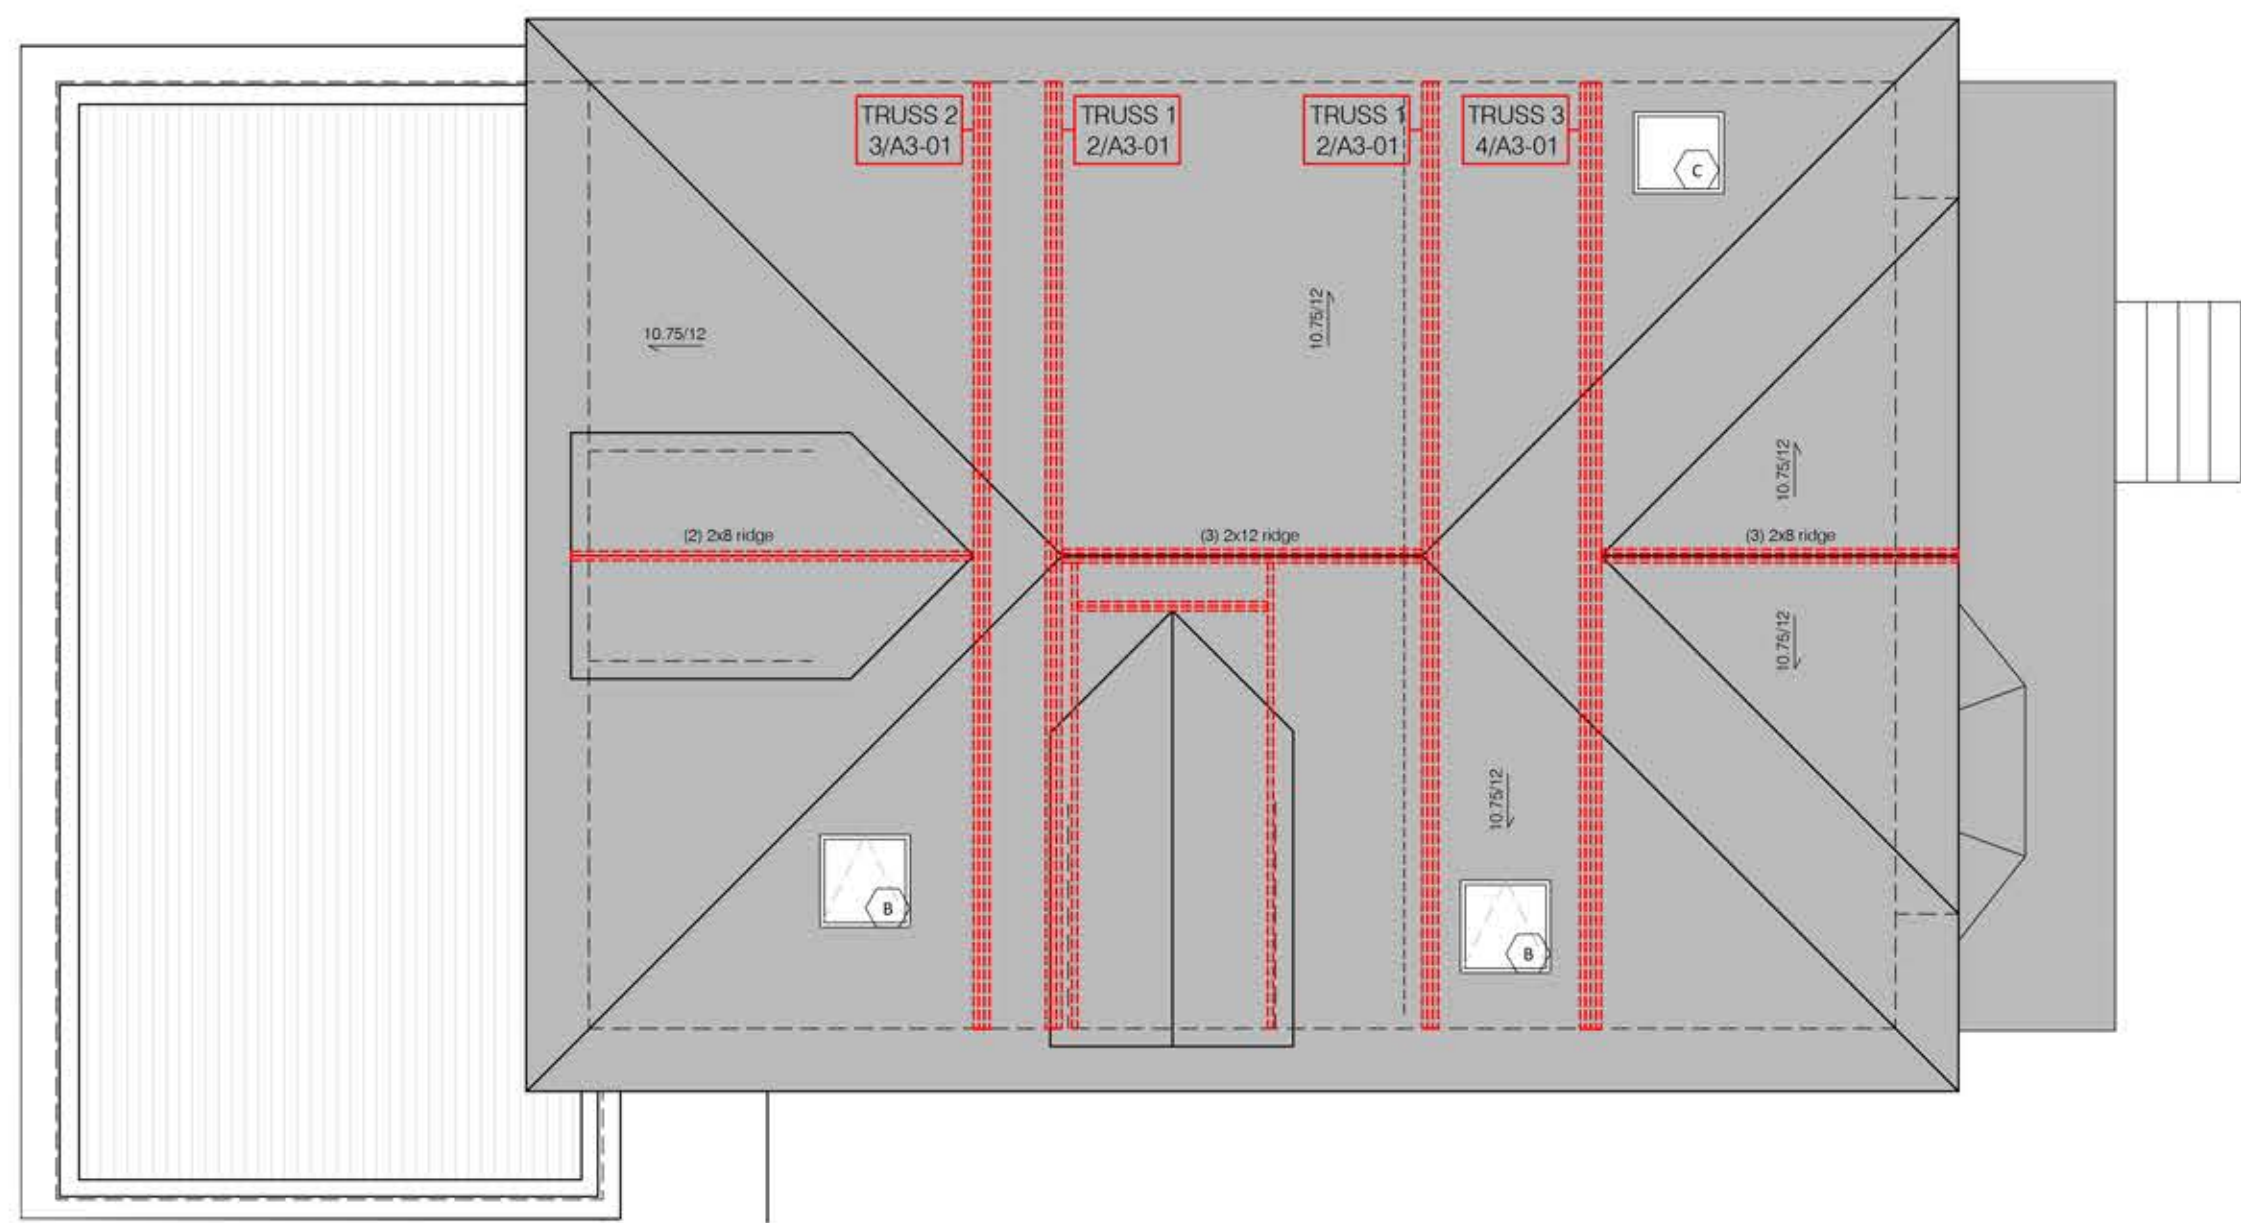 TRUSS 2
3/A3-01
TRUSS 1
2/A3-01
TRUSS 1
2/A3-01
TRUSS 3
4/A3-01
C
10.75/12
10.75/12
10.75/12
(2) 2x8 ridge
(3) 2x12 ridge
(3) 2x8 ridge
10.75/12
10.75/12
B
B